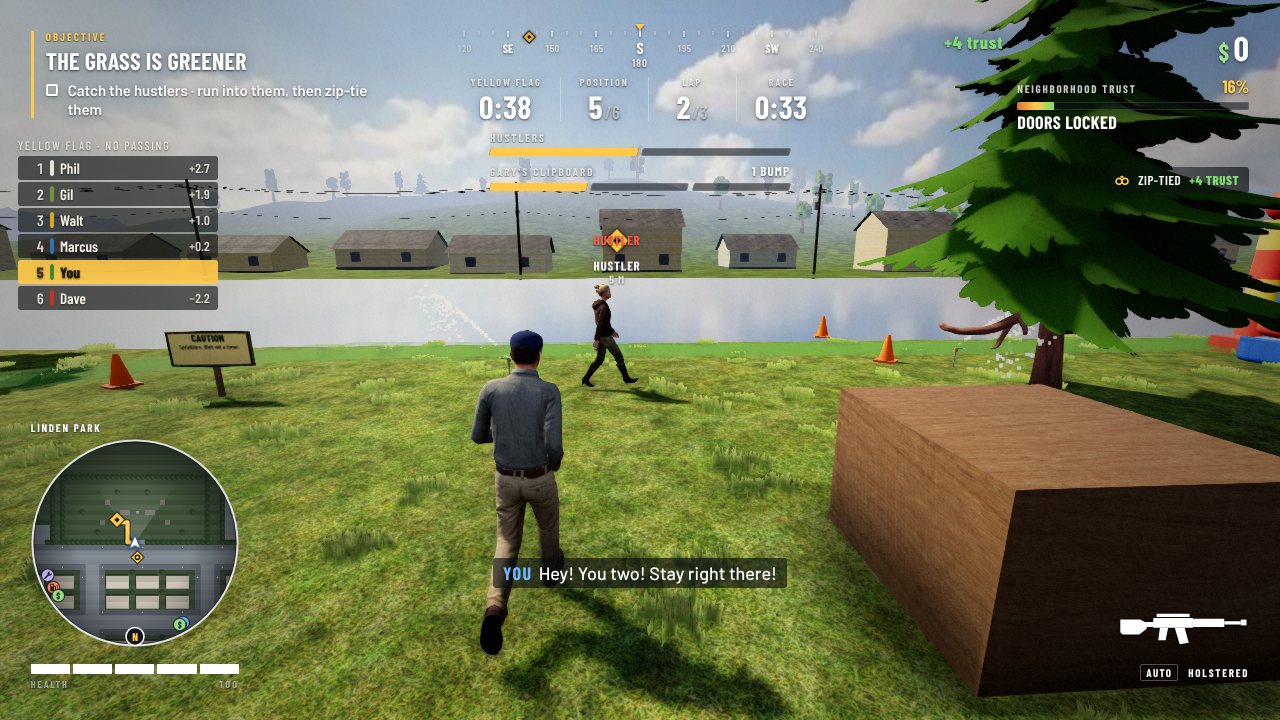 OBJECTIVE
THE GRASS IS GREENER
Catch the hustlers · run into them, then zip-tie
them
YELLOW FLAG · NO PASSING
1 Phil +2.7
2 Gil +1.9
3 Walt +1.0
4 Marcus +0.2
5 You
6 Dave −2.2
120 SE 150 165 S 195 210 SW 240
180
YELLOW FLAG POSITION LAP RACE
0:38 5/6 2/3 0:33
HUSTLERS
GARY'S CLIPBOARD 1 BUMP
+4 trust
$0
NEIGHBORHOOD TRUST 16%
DOORS LOCKED
ZIP-TIED +4 TRUST
HUSTLER
HUSTLER
5 M
CAUTION
LINDEN PARK
N
HEALTH 100
YOU Hey! You two! Stay right there!
AUTO HOLSTERED